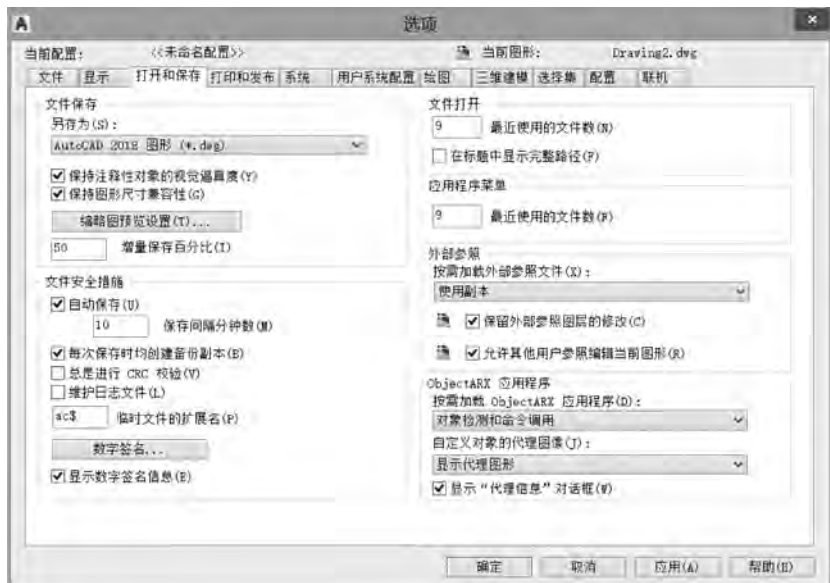 A
选项
当前配置: <<未命名配置>> 当前图形: Drawing2.dwg
文件 显示 打开和保存 打印和发布 系统 用户系统配置 绘图 三维建模 选择集 配置 联机
文件保存
另存为(S):
AutoCAD 2018 图形 (*.dwg)
保持注释性对象的视觉逼真度(Y)
保持图形尺寸兼容性(G)
缩略图预览设置(T)...
50 增量保存百分比(I)
文件安全措施
自动保存(U)
10 保存间隔分钟数(M)
每次保存时均创建备份副本(B)
总是进行 CRC 校验(V)
维护日志文件(L)
ac$ 临时文件的扩展名(P)
数字签名...
显示数字签名信息(E)
文件打开
9 最近使用的文件数(N)
在标题中显示完整路径(F)
应用程序菜单
9 最近使用的文件数(F)
外部参照
按需加载外部参照文件(X):
使用副本
保留外部参照图层的修改(C)
允许其他用户参照编辑当前图形(R)
ObjectARX 应用程序
按需加载 ObjectARX 应用程序(D):
对象检测和命令调用
自定义对象的代理图像(J):
显示代理图形
显示“代理信息”对话框(W)
确定 取消 应用(A) 帮助(H)